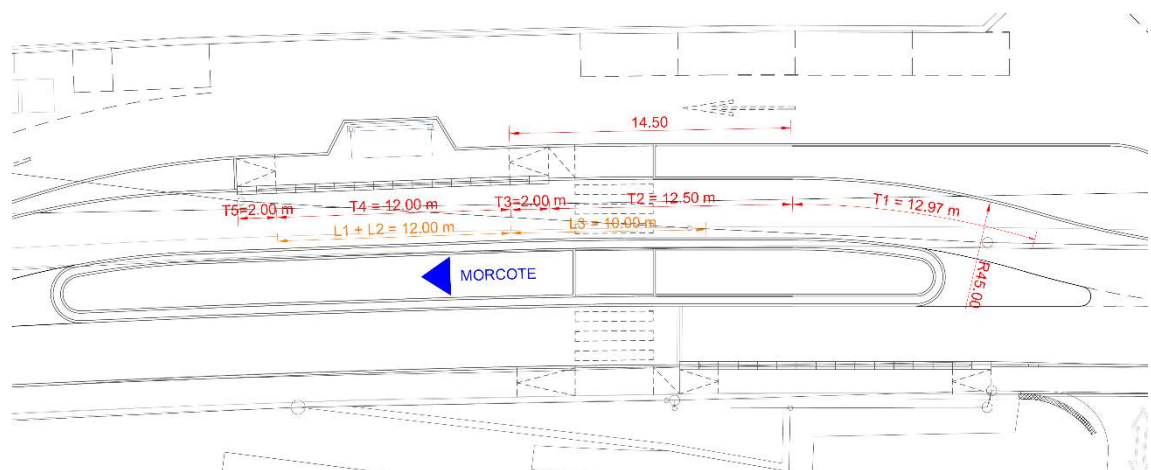 14.50
T5=2.00 m
T4 = 12.00 m
T3=2.00 m
T2 = 12.50 m
T1 = 12.97 m
L1 + L2 = 12.00 m
L3 = 10.00 m
MORCOTE
R45.00